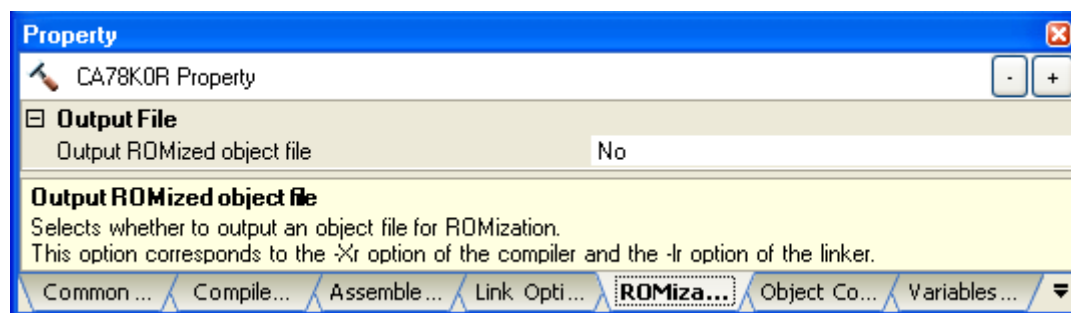 Property
CA78K0R Property
- +
Output File
Output ROMized object file No
Output ROMized object file
Selects whether to output an object file for ROMization.
This option corresponds to the -Xr option of the compiler and the -lr option of the linker.
Common ... Compile... Assemble... Link Opti... ROMiza... Object Co... Variables...